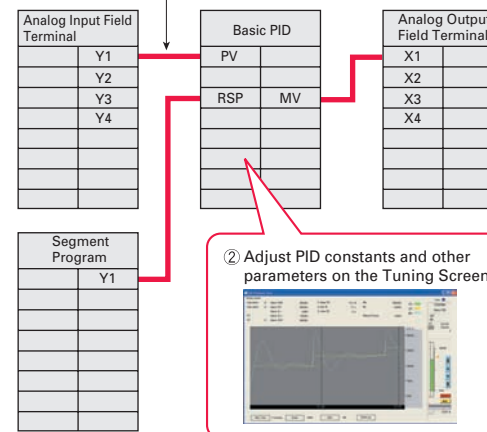 Analog Input Field
Terminal
Y1
Y2
Y3
Y4
Basic PID
PV
RSP MV
Analog Output
Field Terminal
X1
X2
X3
X4
Segment
Program
Y1
② Adjust PID constants and other
parameters on the Tuning Screen